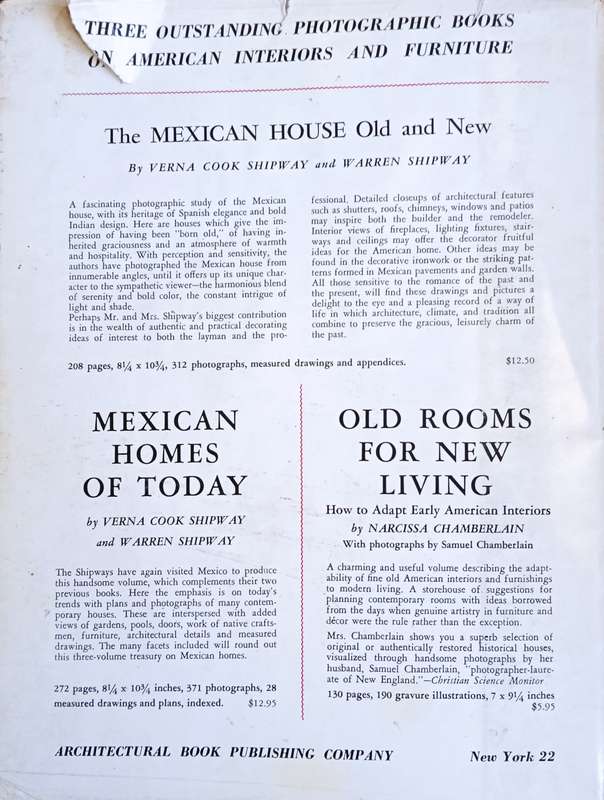 THREE OUTSTANDING PHOTOGRAPHIC BOOKS
ON AMERICAN INTERIORS AND FURNITURE
The MEXICAN HOUSE Old and New
By VERNA COOK SHIPWAY and WARREN SHIPWAY
A fascinating photographic study of the Mexican
house, with its heritage of Spanish elegance and bold
Indian design. Here are houses which give the im-
pression of having been "born old," of having in-
herited graciousness and an atmosphere of warmth
and hospitality. With perception and sensitivity, the
authors have photographed the Mexican house from
innumerable angles, until it offers up its unique char-
acter to the sympathetic viewer—the harmonious blend
of serenity and bold color, the constant intrigue of
light and shade.
Perhaps Mr. and Mrs. Shipway's biggest contribution
is in the wealth of authentic and practical decorating
ideas of interest to both the layman and the pro-
fessional. Detailed closeups of architectural features
such as shutters, roofs, chimneys, windows and patios
may inspire both the builder and the remodeler.
Interior views of fireplaces, lighting fixtures, stair-
ways and ceilings may offer the decorator fruitful
ideas for the American home. Other ideas may be
found in the decorative ironwork or the striking pat-
terns formed in Mexican pavements and garden walls.
All those sensitive to the romance of the past and
the present, will find these drawings and pictures a
delight to the eye and a pleasing record of a way of
life in which architecture, climate, and tradition all
combine to preserve the gracious, leisurely charm of
the past.
208 pages, 8¼ x 10¾, 312 photographs, measured drawings and appendices. $12.50
MEXICAN
HOMES
OF TODAY
by VERNA COOK SHIPWAY
and WARREN SHIPWAY
The Shipways have again visited Mexico to produce
this handsome volume, which complements their two
previous books. Here the emphasis is on today's
trends with plans and photographs of many contem-
porary houses. These are interspersed with added
views of gardens, pools, doors, work of native crafts-
men, furniture, architectural details and measured
drawings. The many facets included will round out
this three-volume treasury on Mexican homes.
272 pages, 8¼ x 10¾ inches, 371 photographs, 28
measured drawings and plans, indexed. $12.95
OLD ROOMS
FOR NEW
LIVING
How to Adapt Early American Interiors
by NARCISSA CHAMBERLAIN
With photographs by Samuel Chamberlain
A charming and useful volume describing the adapt-
ability of fine old American interiors and furnishings
to modern living. A storehouse of suggestions for
planning contemporary rooms with ideas borrowed
from the days when genuine artistry in furniture and
décor were the rule rather than the exception.
Mrs. Chamberlain shows you a superb selection of
original or authentically restored historical houses,
visualized through handsome photographs by her
husband, Samuel Chamberlain, "photographer-laure-
ate of New England."—Christian Science Monitor
130 pages, 190 gravure illustrations, 7 x 9¼ inches
$5.95
ARCHITECTURAL BOOK PUBLISHING COMPANY New York 22